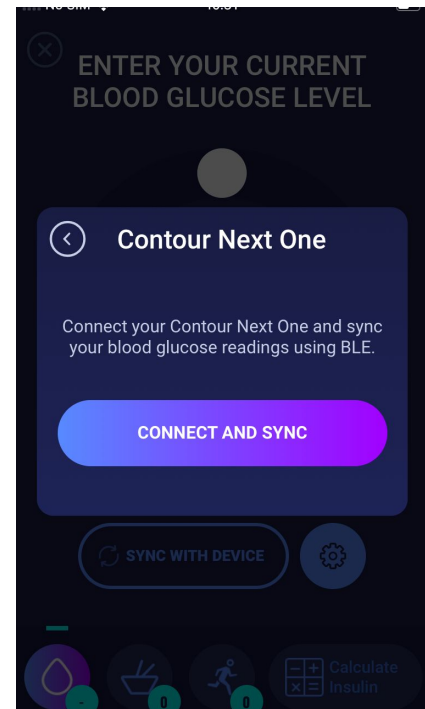 ENTER YOUR CURRENT
BLOOD GLUCOSE LEVEL
Contour Next One
Connect your Contour Next One and sync
your blood glucose readings using BLE.
CONNECT AND SYNC
SYNC WITH DEVICE
Calculate
Insulin
-
0
0